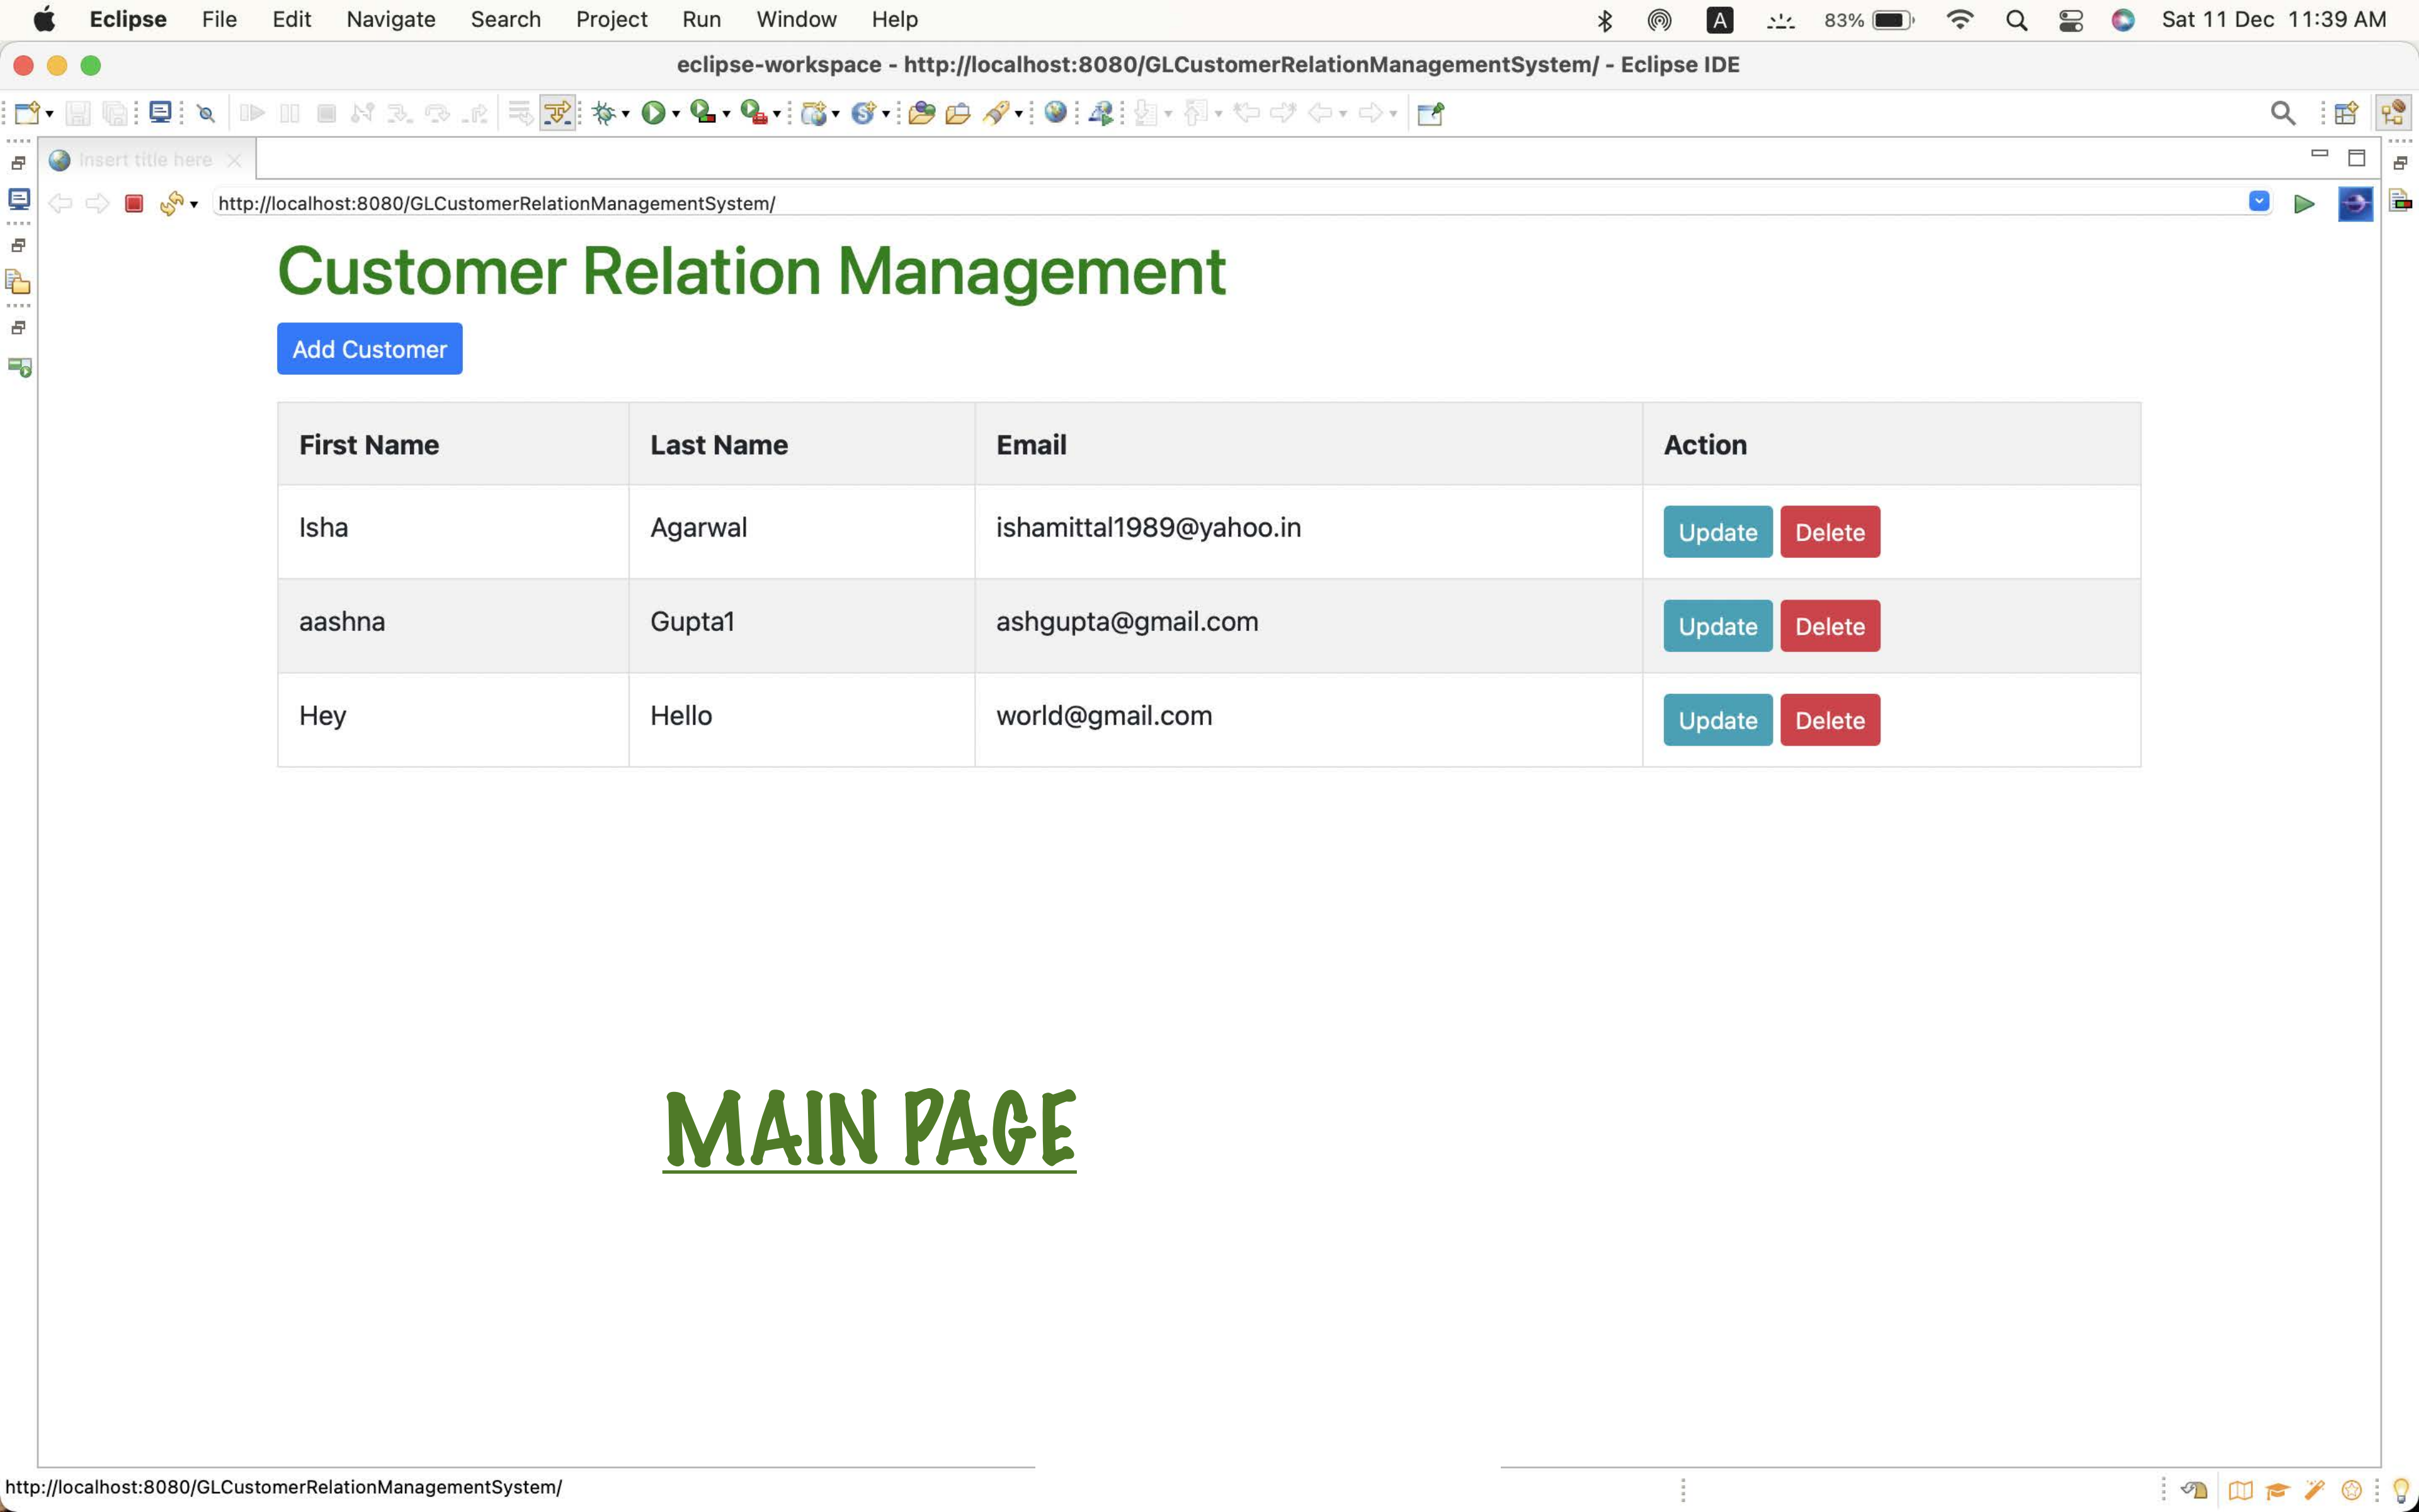 Eclipse File Edit Navigate Search Project Run Window Help A 83% Sat 11 Dec 11:39 AM
eclipse-workspace - http://localhost:8080/GLCustomerRelationManagementSystem/ - Eclipse IDE
Insert title here
http://localhost:8080/GLCustomerRelationManagementSystem/
Customer Relation Management
Add Customer
First Name Last Name Email Action
Isha Agarwal ishamittal1989@yahoo.in Update Delete
aashna Gupta1 ashgupta@gmail.com Update Delete
Hey Hello world@gmail.com Update Delete
MAIN PAGE
http://localhost:8080/GLCustomerRelationManagementSystem/